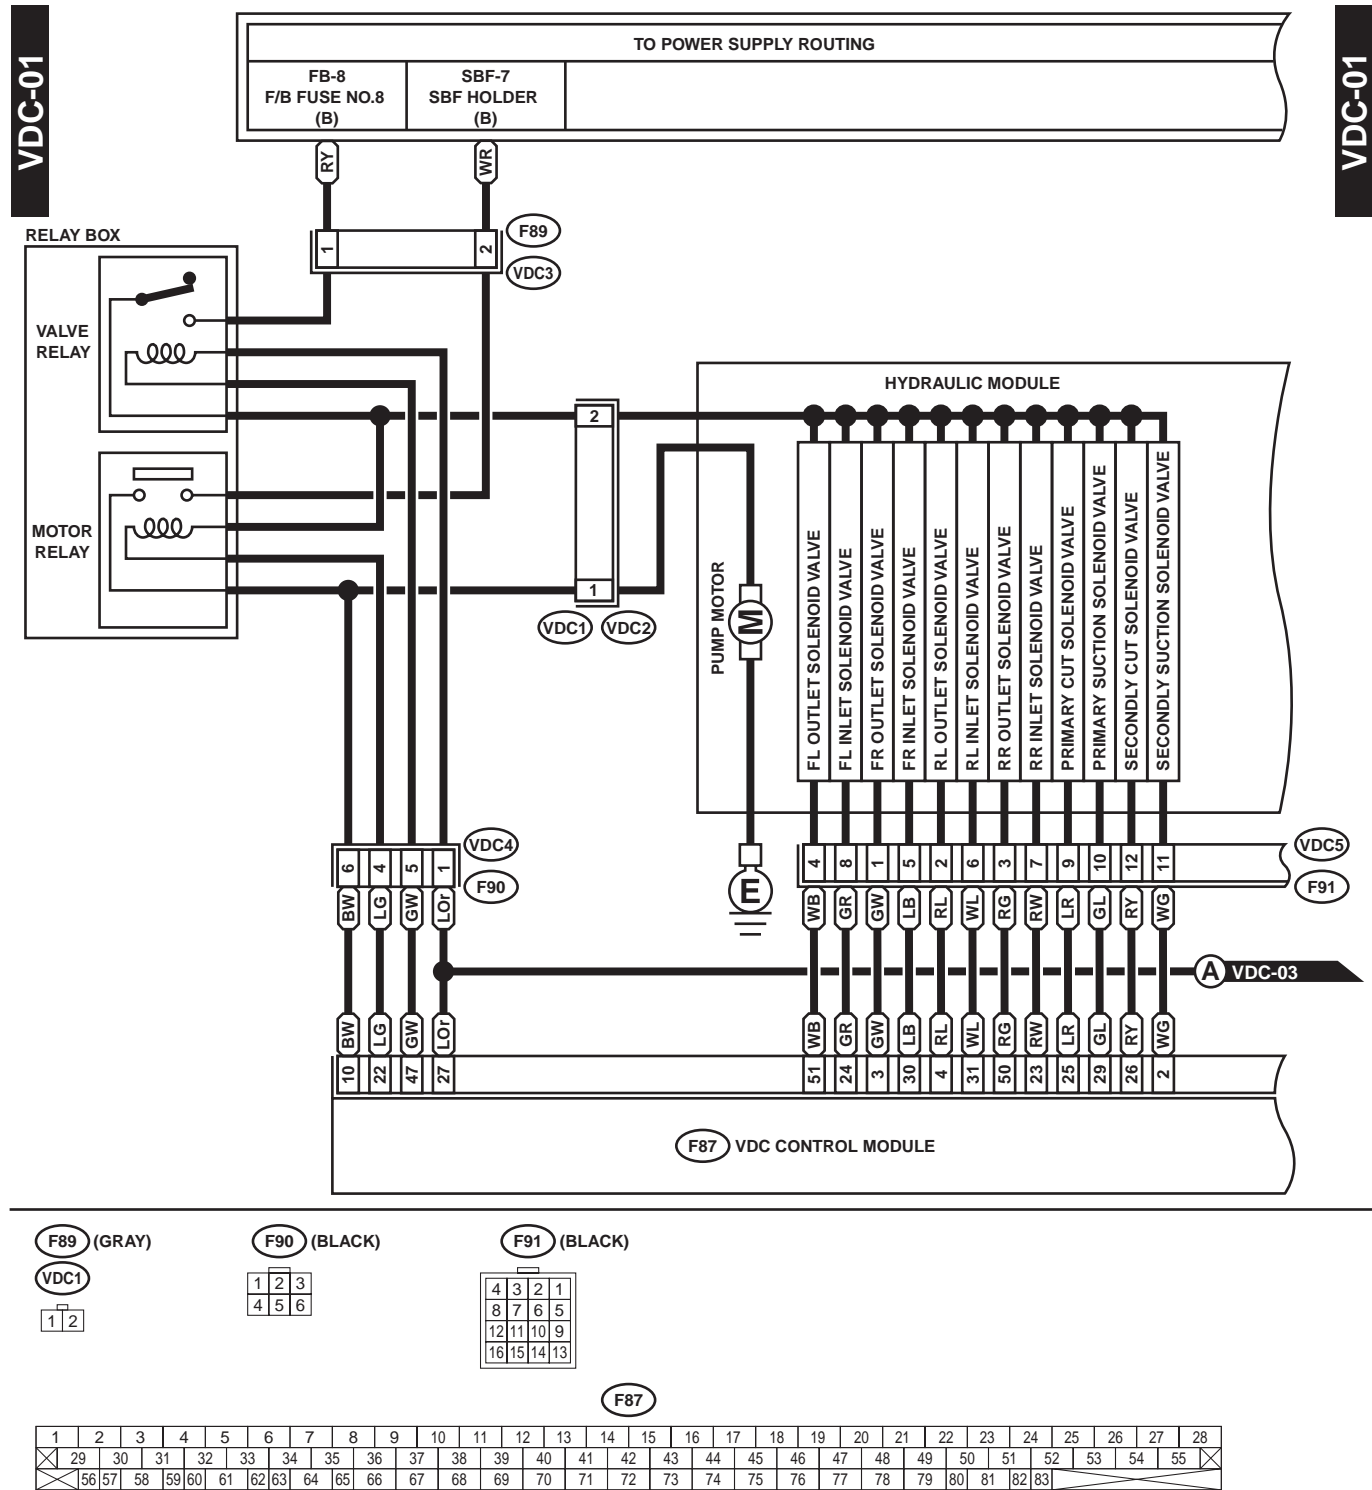 VDC-01
VDC-01
TO POWER SUPPLY ROUTING
FB-8
F/B FUSE NO.8
(B)
SBF-7
SBF HOLDER
(B)
RY
WR
1
2
F89
VDC3
RELAY BOX
VALVE
RELAY
MOTOR
RELAY
2
1
VDC1
VDC2
HYDRAULIC MODULE
PUMP MOTOR
M
E
FL OUTLET SOLENOID VALVE
FL INLET SOLENOID VALVE
FR OUTLET SOLENOID VALVE
FR INLET SOLENOID VALVE
RL OUTLET SOLENOID VALVE
RL INLET SOLENOID VALVE
RR OUTLET SOLENOID VALVE
RR INLET SOLENOID VALVE
PRIMARY CUT SOLENOID VALVE
PRIMARY SUCTION SOLENOID VALVE
SECONDLY CUT SOLENOID VALVE
SECONDLY SUCTION SOLENOID VALVE
VDC4
6 4 5 1
F90
BW LG GW LOr
VDC5
4 8 1 5 2 6 3 7 9 10 12 11
F91
WB GR GW LB RL WL RG RW LR GL RY WG
A VDC-03
BW LG GW LOr
WB GR GW LB RL WL RG RW LR GL RY WG
10 22 47 27
51 24 3 30 4 31 50 23 25 29 26 2
F87 VDC CONTROL MODULE
F89 (GRAY)
VDC1
1 2
F90 (BLACK)
1 2 3
4 5 6
F91 (BLACK)
4 3 2 1
8 7 6 5
12 11 10 9
16 15 14 13
F87
1 2 3 4 5 6 7 8 9 10 11 12 13 14 15 16 17 18 19 20 21 22 23 24 25 26 27 28
29 30 31 32 33 34 35 36 37 38 39 40 41 42 43 44 45 46 47 48 49 50 51 52 53 54 55
56 57 58 59 60 61 62 63 64 65 66 67 68 69 70 71 72 73 74 75 76 77 78 79 80 81 82 83